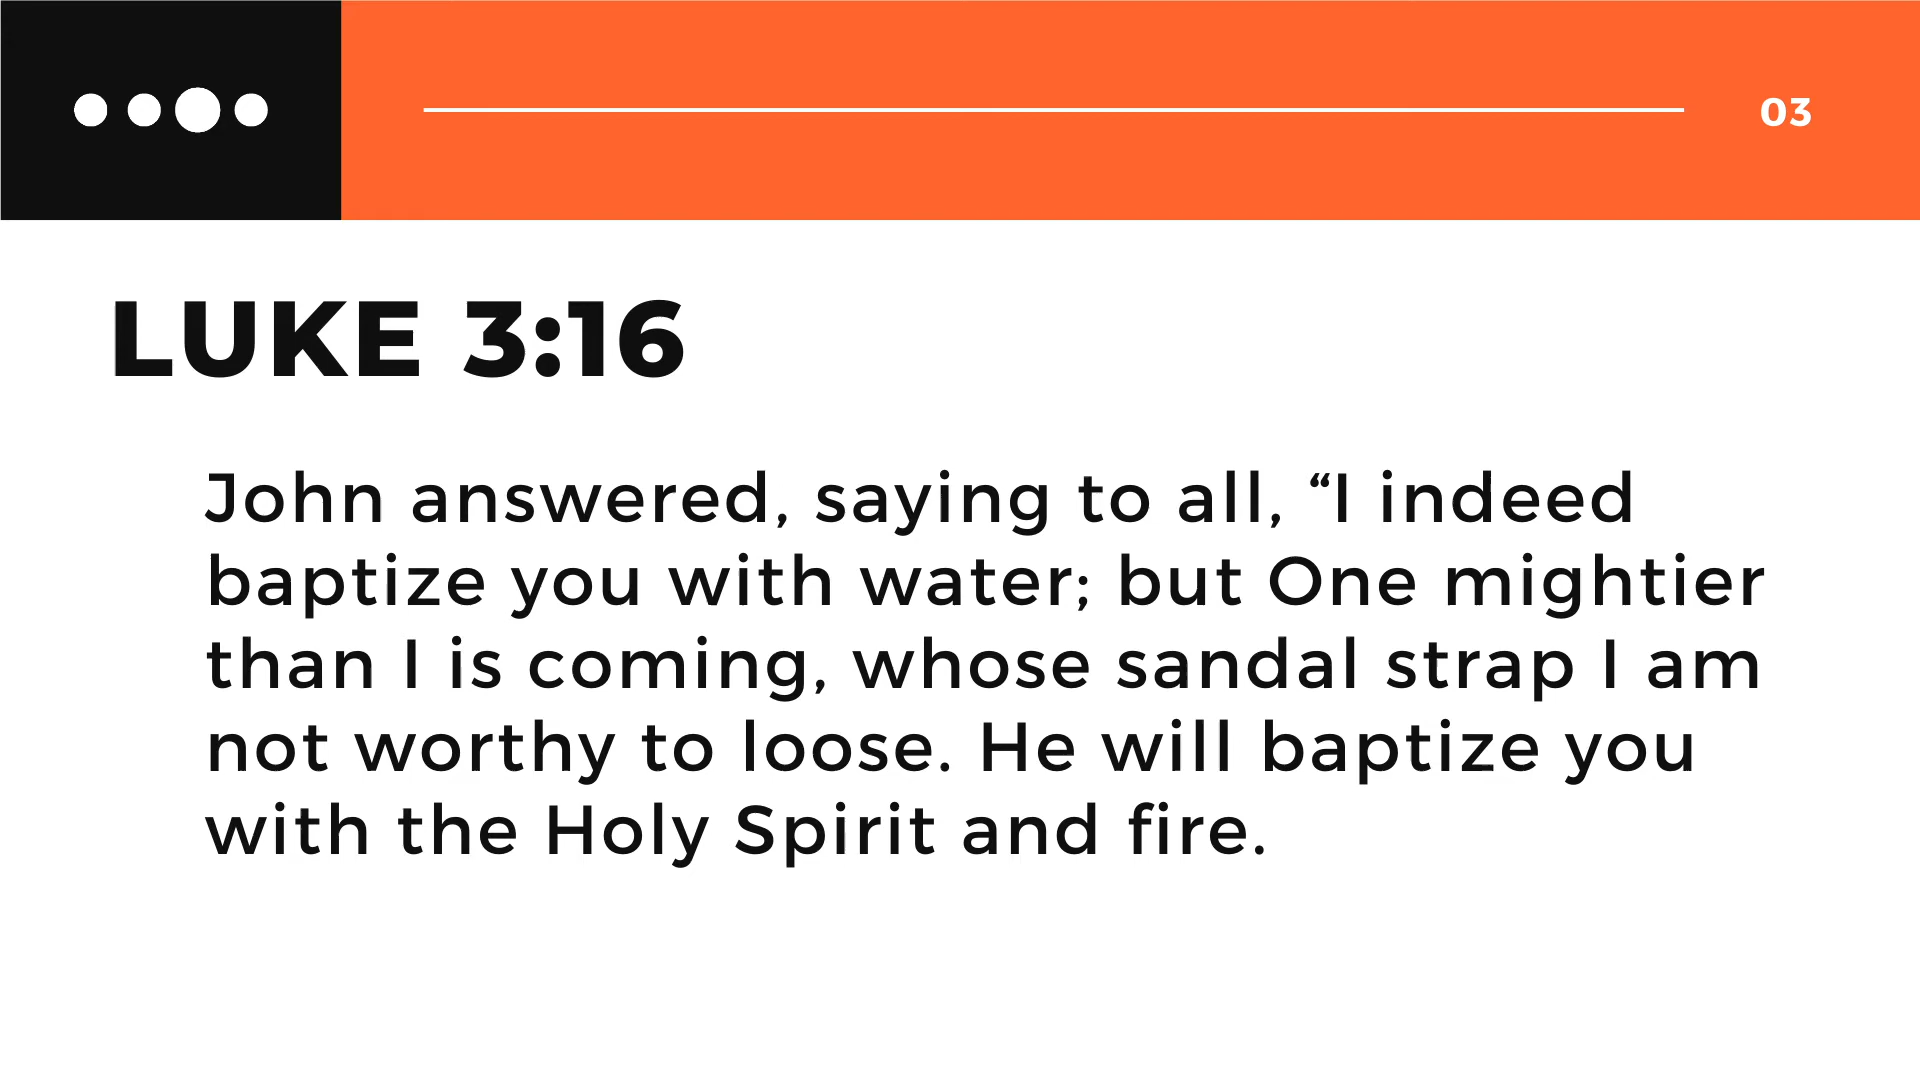 03
LUKE 3:16
John answered, saying to all, “I indeed
baptize you with water; but One mightier
than I is coming, whose sandal strap I am
not worthy to loose. He will baptize you
with the Holy Spirit and fire.